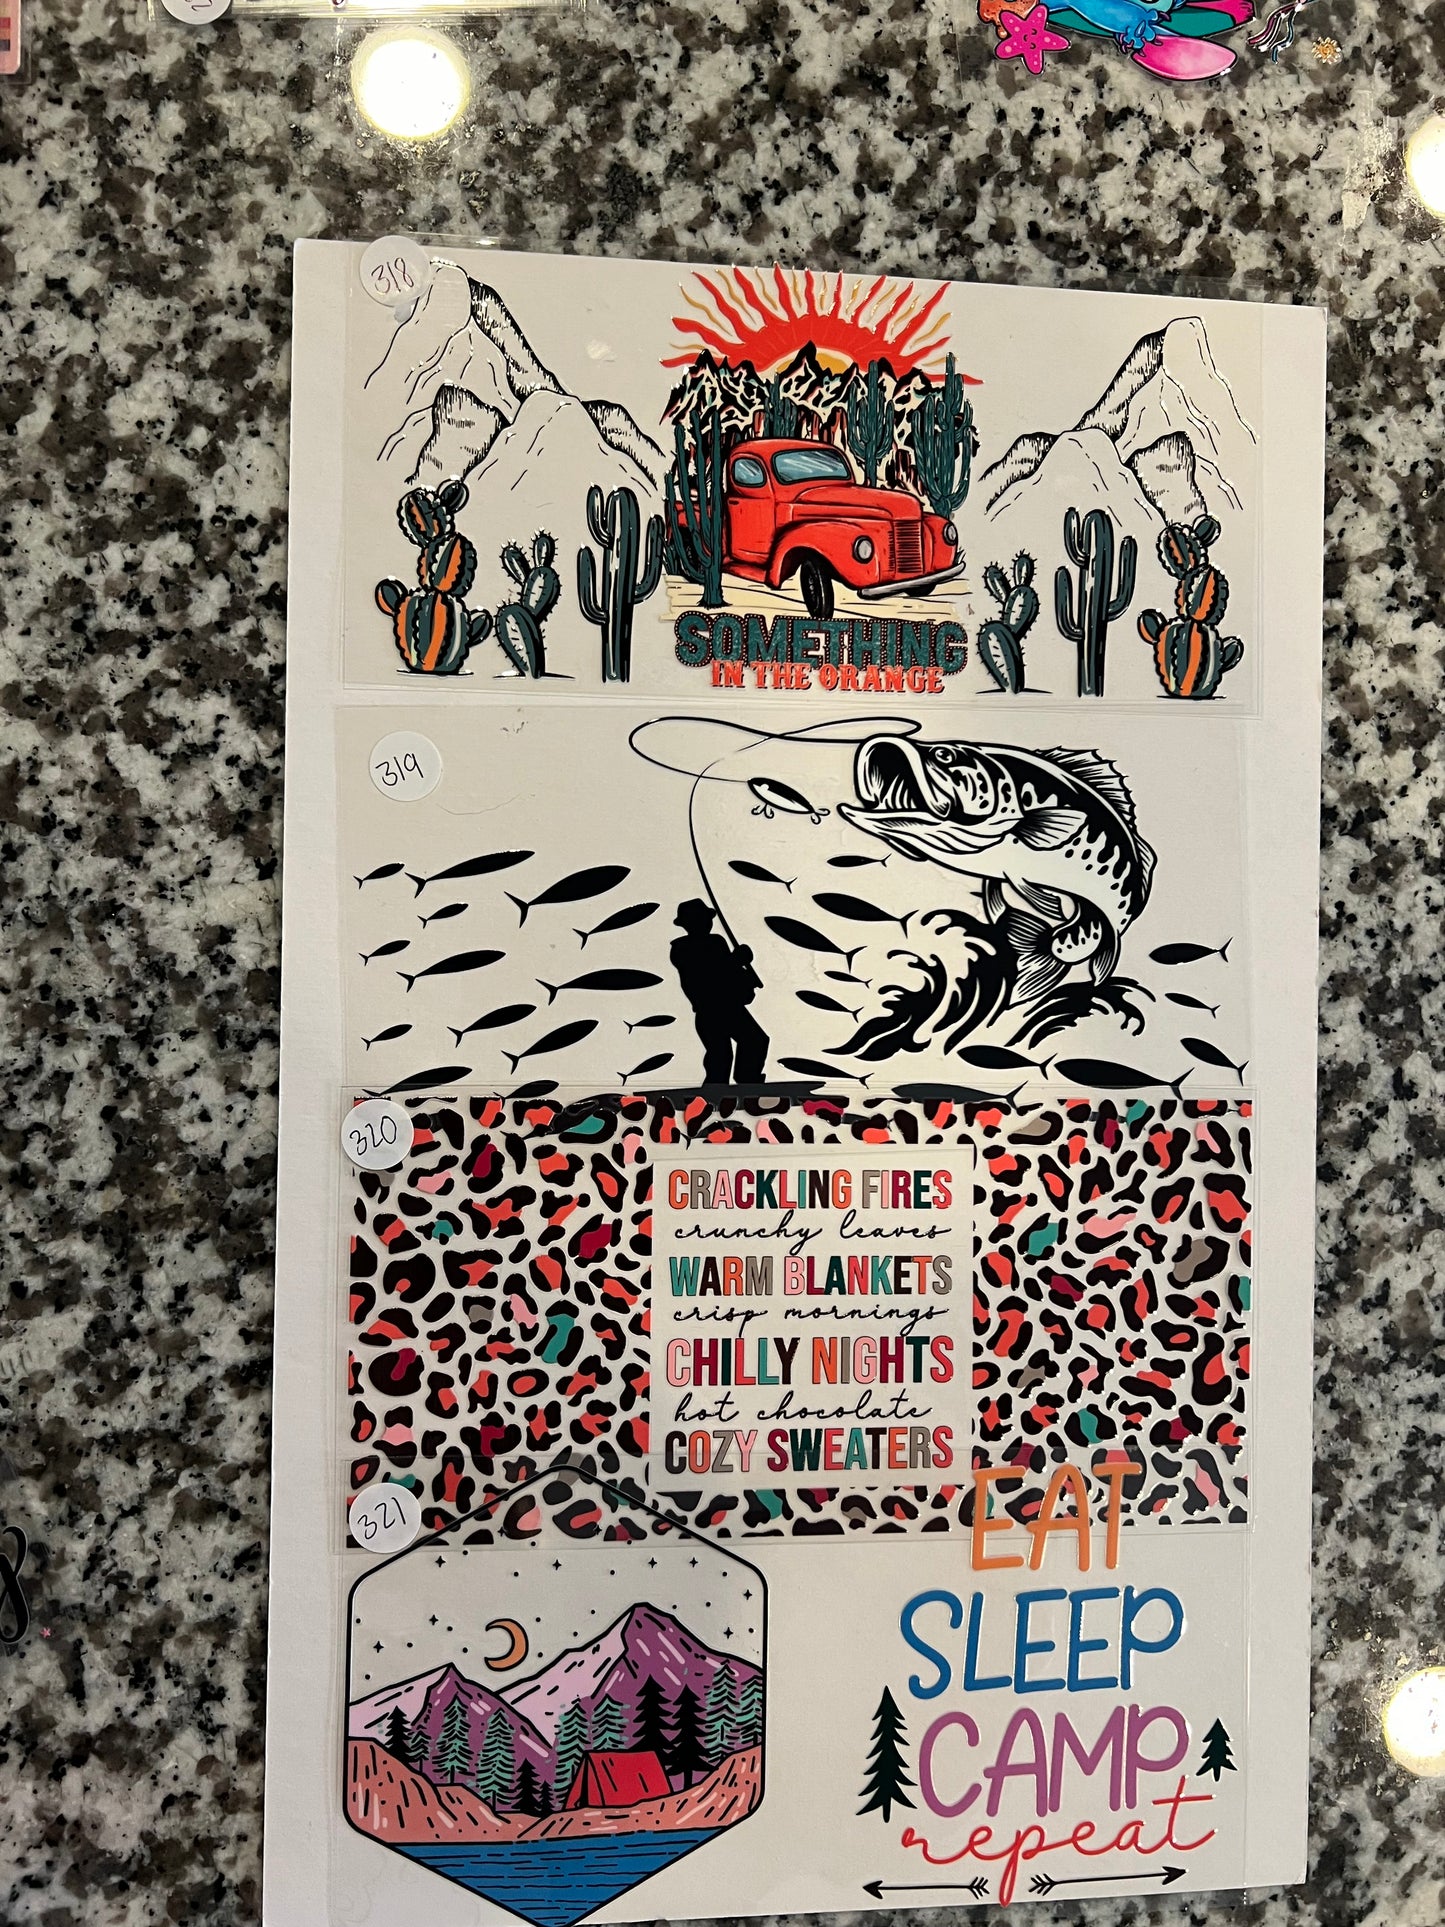 318
SOMETHING
IN THE ORANGE
319
320
CRACKLING FIRES
crunchy leaves
WARM BLANKETS
crisp mornings
CHILLY NIGHTS
hot chocolate
COZY SWEATERS
321
EAT
SLEEP
CAMP
repeat